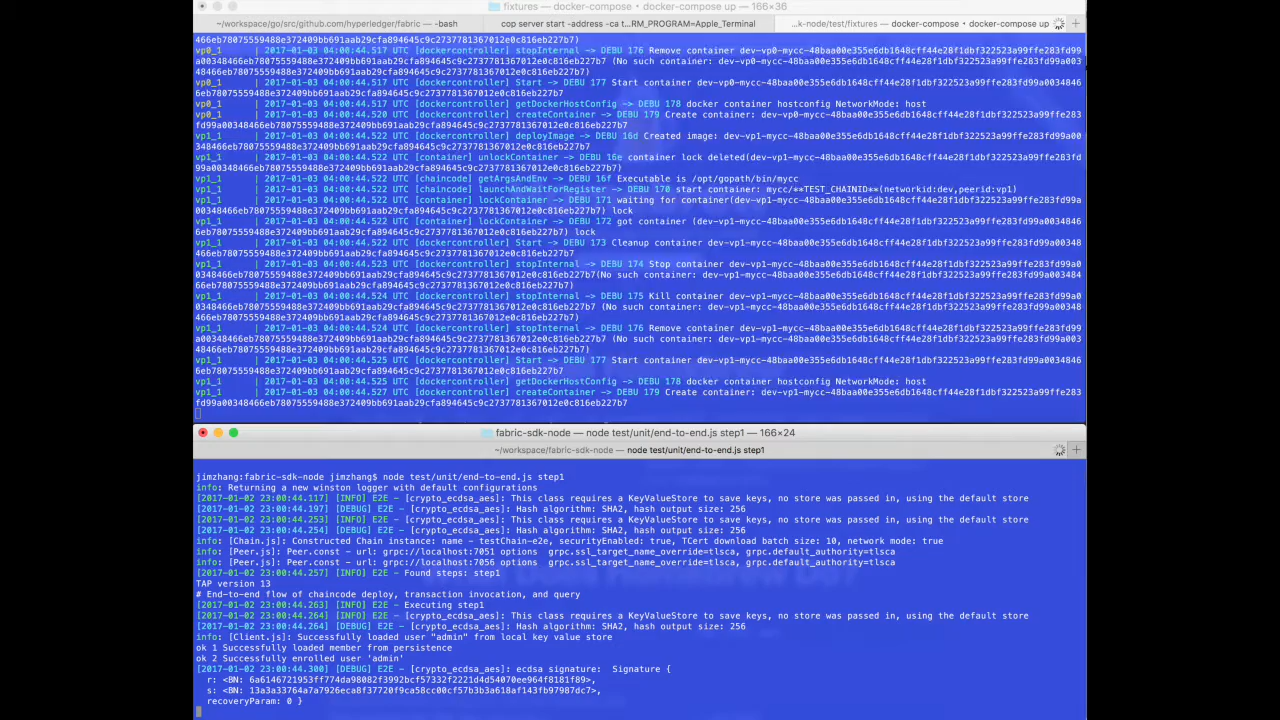 fixtures — docker-compose — 166×36
~/workspace/go/src/github.com/hyperledger/fabric — -bash
cop server start -address -ca t...RM_PROGRAM=Apple_Terminal
...k-node/test/fixtures — docker-compose ◂ docker-compose up
466eb78075559488e372409bb691aab29cfa894645c9c2737781437012e0c816eb227b7)
vp0_1 | 2017-01-03 04:00:44.517 UTC [dockercontroller] stopInternal -> DEBU 176 Remove container dev-vp0-mycc-48baa00e355e6db1648cff44e28f1dbf322523a99ffe283fd99
a00348466eb78075559488e372409bb691aab29cfa894645c9c2737781437012e0c816eb227b7 (No such container: dev-vp0-mycc-48baa00e355e6db1648cff44e28f1dbf322523a99ffe283fd99a003
48466eb78075559488e372409bb691aab29cfa894645c9c2737781437012e0c816eb227b7)
vp0_1 | 2017-01-03 04:00:44.517 UTC [dockercontroller] Start -> DEBU 177 Start container dev-vp0-mycc-48baa00e355e6db1648cff44e28f1dbf322523a99ffe283fd99a0034846
6eb78075559488e372409bb691aab29cfa894645c9c2737781437012e0c816eb227b7
vp0_1 | 2017-01-03 04:00:44.517 UTC [dockercontroller] getDockerHostConfig -> DEBU 178 docker container hostconfig NetworkMode: host
vp0_1 | 2017-01-03 04:00:44.520 UTC [dockercontroller] createContainer -> DEBU 179 Create container: dev-vp0-mycc-48baa00e355e6db1648cff44e28f1dbf322523a99ffe283
fd99a00348466eb78075559488e372409bb691aab29cfa894645c9c2737781437012e0c816eb227b7
vp1_1 | 2017-01-03 04:00:44.522 UTC [dockercontroller] deployImage -> DEBU 16d Created image: dev-vp1-mycc-48baa00e355e6db1648cff44e28f1dbf322523a99ffe283fd99a00
348466eb78075559488e372409bb691aab29cfa894645c9c2737781437012e0c816eb227b7
vp1_1 | 2017-01-03 04:00:44.522 UTC [container] unlockContainer -> DEBU 16e container lock deleted(dev-vp1-mycc-48baa00e355e6db1648cff44e28f1dbf322523a99ffe283fd
99a00348466eb78075559488e372409bb691aab29cfa894645c9c2737781437012e0c816eb227b7)
vp1_1 | 2017-01-03 04:00:44.522 UTC [chaincode] getArgsAndEnv -> DEBU 16f Executable is /opt/gopath/bin/mycc
vp1_1 | 2017-01-03 04:00:44.522 UTC [chaincode] launchAndWaitForRegister -> DEBU 170 start container: mycc/**TEST_CHAINID**(networkid:dev,peerid:vp1)
vp1_1 | 2017-01-03 04:00:44.522 UTC [container] lockContainer -> DEBU 171 waiting for container(dev-vp1-mycc-48baa00e355e6db1648cff44e28f1dbf322523a99ffe283fd99a
00348466eb78075559488e372409bb691aab29cfa894645c9c2737781437012e0c816eb227b7) lock
vp1_1 | 2017-01-03 04:00:44.522 UTC [container] lockContainer -> DEBU 172 got container (dev-vp1-mycc-48baa00e355e6db1648cff44e28f1dbf322523a99ffe283fd99a0034846
6eb78075559488e372409bb691aab29cfa894645c9c2737781437012e0c816eb227b7) lock
vp1_1 | 2017-01-03 04:00:44.522 UTC [dockercontroller] Start -> DEBU 173 Cleanup container dev-vp1-mycc-48baa00e355e6db1648cff44e28f1dbf322523a99ffe283fd99a00348
466eb78075559488e372409bb691aab29cfa894645c9c2737781437012e0c816eb227b7
vp1_1 | 2017-01-03 04:00:44.523 UTC [dockercontroller] stopInternal -> DEBU 174 Stop container dev-vp1-mycc-48baa00e355e6db1648cff44e28f1dbf322523a99ffe283fd99a0
0348466eb78075559488e372409bb691aab29cfa894645c9c2737781437012e0c816eb227b7(No such container: dev-vp1-mycc-48baa00e355e6db1648cff44e28f1dbf322523a99ffe283fd99a00348
466eb78075559488e372409bb691aab29cfa894645c9c2737781437012e0c816eb227b7)
vp1_1 | 2017-01-03 04:00:44.524 UTC [dockercontroller] stopInternal -> DEBU 175 Kill container dev-vp1-mycc-48baa00e355e6db1648cff44e28f1dbf322523a99ffe283fd99a0
0348466eb78075559488e372409bb691aab29cfa894645c9c2737781437012e0c816eb227b7 (No such container: dev-vp1-mycc-48baa00e355e6db1648cff44e28f1dbf322523a99ffe283fd99a0034
8466eb78075559488e372409bb691aab29cfa894645c9c2737781437012e0c816eb227b7)
vp1_1 | 2017-01-03 04:00:44.524 UTC [dockercontroller] stopInternal -> DEBU 176 Remove container dev-vp1-mycc-48baa00e355e6db1648cff44e28f1dbf322523a99ffe283fd99
a00348466eb78075559488e372409bb691aab29cfa894645c9c2737781437012e0c816eb227b7 (No such container: dev-vp1-mycc-48baa00e355e6db1648cff44e28f1dbf322523a99ffe283fd99a003
48466eb78075559488e372409bb691aab29cfa894645c9c2737781437012e0c816eb227b7)
vp1_1 | 2017-01-03 04:00:44.525 UTC [dockercontroller] Start -> DEBU 177 Start container dev-vp1-mycc-48baa00e355e6db1648cff44e28f1dbf322523a99ffe283fd99a0034846
6eb78075559488e372409bb691aab29cfa894645c9c2737781437012e0c816eb227b7
vp1_1 | 2017-01-03 04:00:44.525 UTC [dockercontroller] getDockerHostConfig -> DEBU 178 docker container hostconfig NetworkMode: host
vp1_1 | 2017-01-03 04:00:44.527 UTC [dockercontroller] createContainer -> DEBU 179 Create container: dev-vp1-mycc-48baa00e355e6db1648cff44e28f1dbf322523a99ffe283
fd99a00348466eb78075559488e372409bb691aab29cfa894645c9c2737781437012e0c816eb227b7
fabric-sdk-node — node test/unit/end-to-end.js step1 — 166×24
~/workspace/fabric-sdk-node — node test/unit/end-to-end.js step1
jimzhang:fabric-sdk-node jimzhang$ node test/unit/end-to-end.js step1
info: Returning a new winston logger with default configurations
[2017-01-02 23:00:44.117] [INFO] E2E - [crypto_ecdsa_aes]: This class requires a KeyValueStore to save keys, no store was passed in, using the default store
[2017-01-02 23:00:44.197] [DEBUG] E2E - [crypto_ecdsa_aes]: Hash algorithm: SHA2, hash output size: 256
[2017-01-02 23:00:44.253] [INFO] E2E - [crypto_ecdsa_aes]: This class requires a KeyValueStore to save keys, no store was passed in, using the default store
[2017-01-02 23:00:44.254] [DEBUG] E2E - [crypto_ecdsa_aes]: Hash algorithm: SHA2, hash output size: 256
info: [Chain.js]: Constructed Chain instance: name - testChain-e2e, securityEnabled: true, TCert download batch size: 10, network mode: true
info: [Peer.js]: Peer.const - url: grpc://localhost:7051 options grpc.ssl_target_name_override=tlsca, grpc.default_authority=tlsca
info: [Peer.js]: Peer.const - url: grpc://localhost:7056 options grpc.ssl_target_name_override=tlsca, grpc.default_authority=tlsca
[2017-01-02 23:00:44.257] [INFO] E2E - Found steps: step1
TAP version 13
# End-to-end flow of chaincode deploy, transaction invocation, and query
[2017-01-02 23:00:44.263] [INFO] E2E - Executing step1
[2017-01-02 23:00:44.264] [INFO] E2E - [crypto_ecdsa_aes]: This class requires a KeyValueStore to save keys, no store was passed in, using the default store
[2017-01-02 23:00:44.264] [DEBUG] E2E - [crypto_ecdsa_aes]: Hash algorithm: SHA2, hash output size: 256
info: [Client.js]: Successfully loaded user "admin" from local key value store
ok 1 Successfully loaded member from persistence
ok 2 Successfully enrolled user 'admin'
[2017-01-02 23:00:44.300] [DEBUG] E2E - [crypto_ecdsa_aes]: ecdsa signature: Signature {
r: <BN: 6a6146721953ff774da98082f3992bcf57332f2221d4d54070ee964f8181f89>,
s: <BN: 13a3a33764a7a7926eca8f37720f9ca58cc00cf57b3b3a618af143fb97987dc7>,
recoveryParam: 0 }